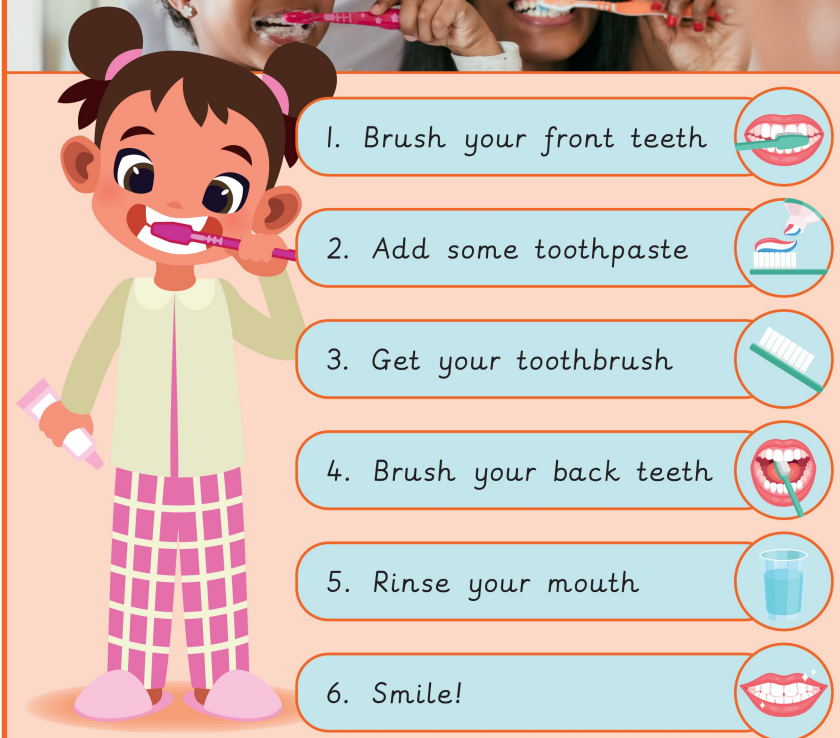 1. Brush your front teeth
2. Add some toothpaste
3. Get your toothbrush
4. Brush your back teeth
5. Rinse your mouth
6. Smile!